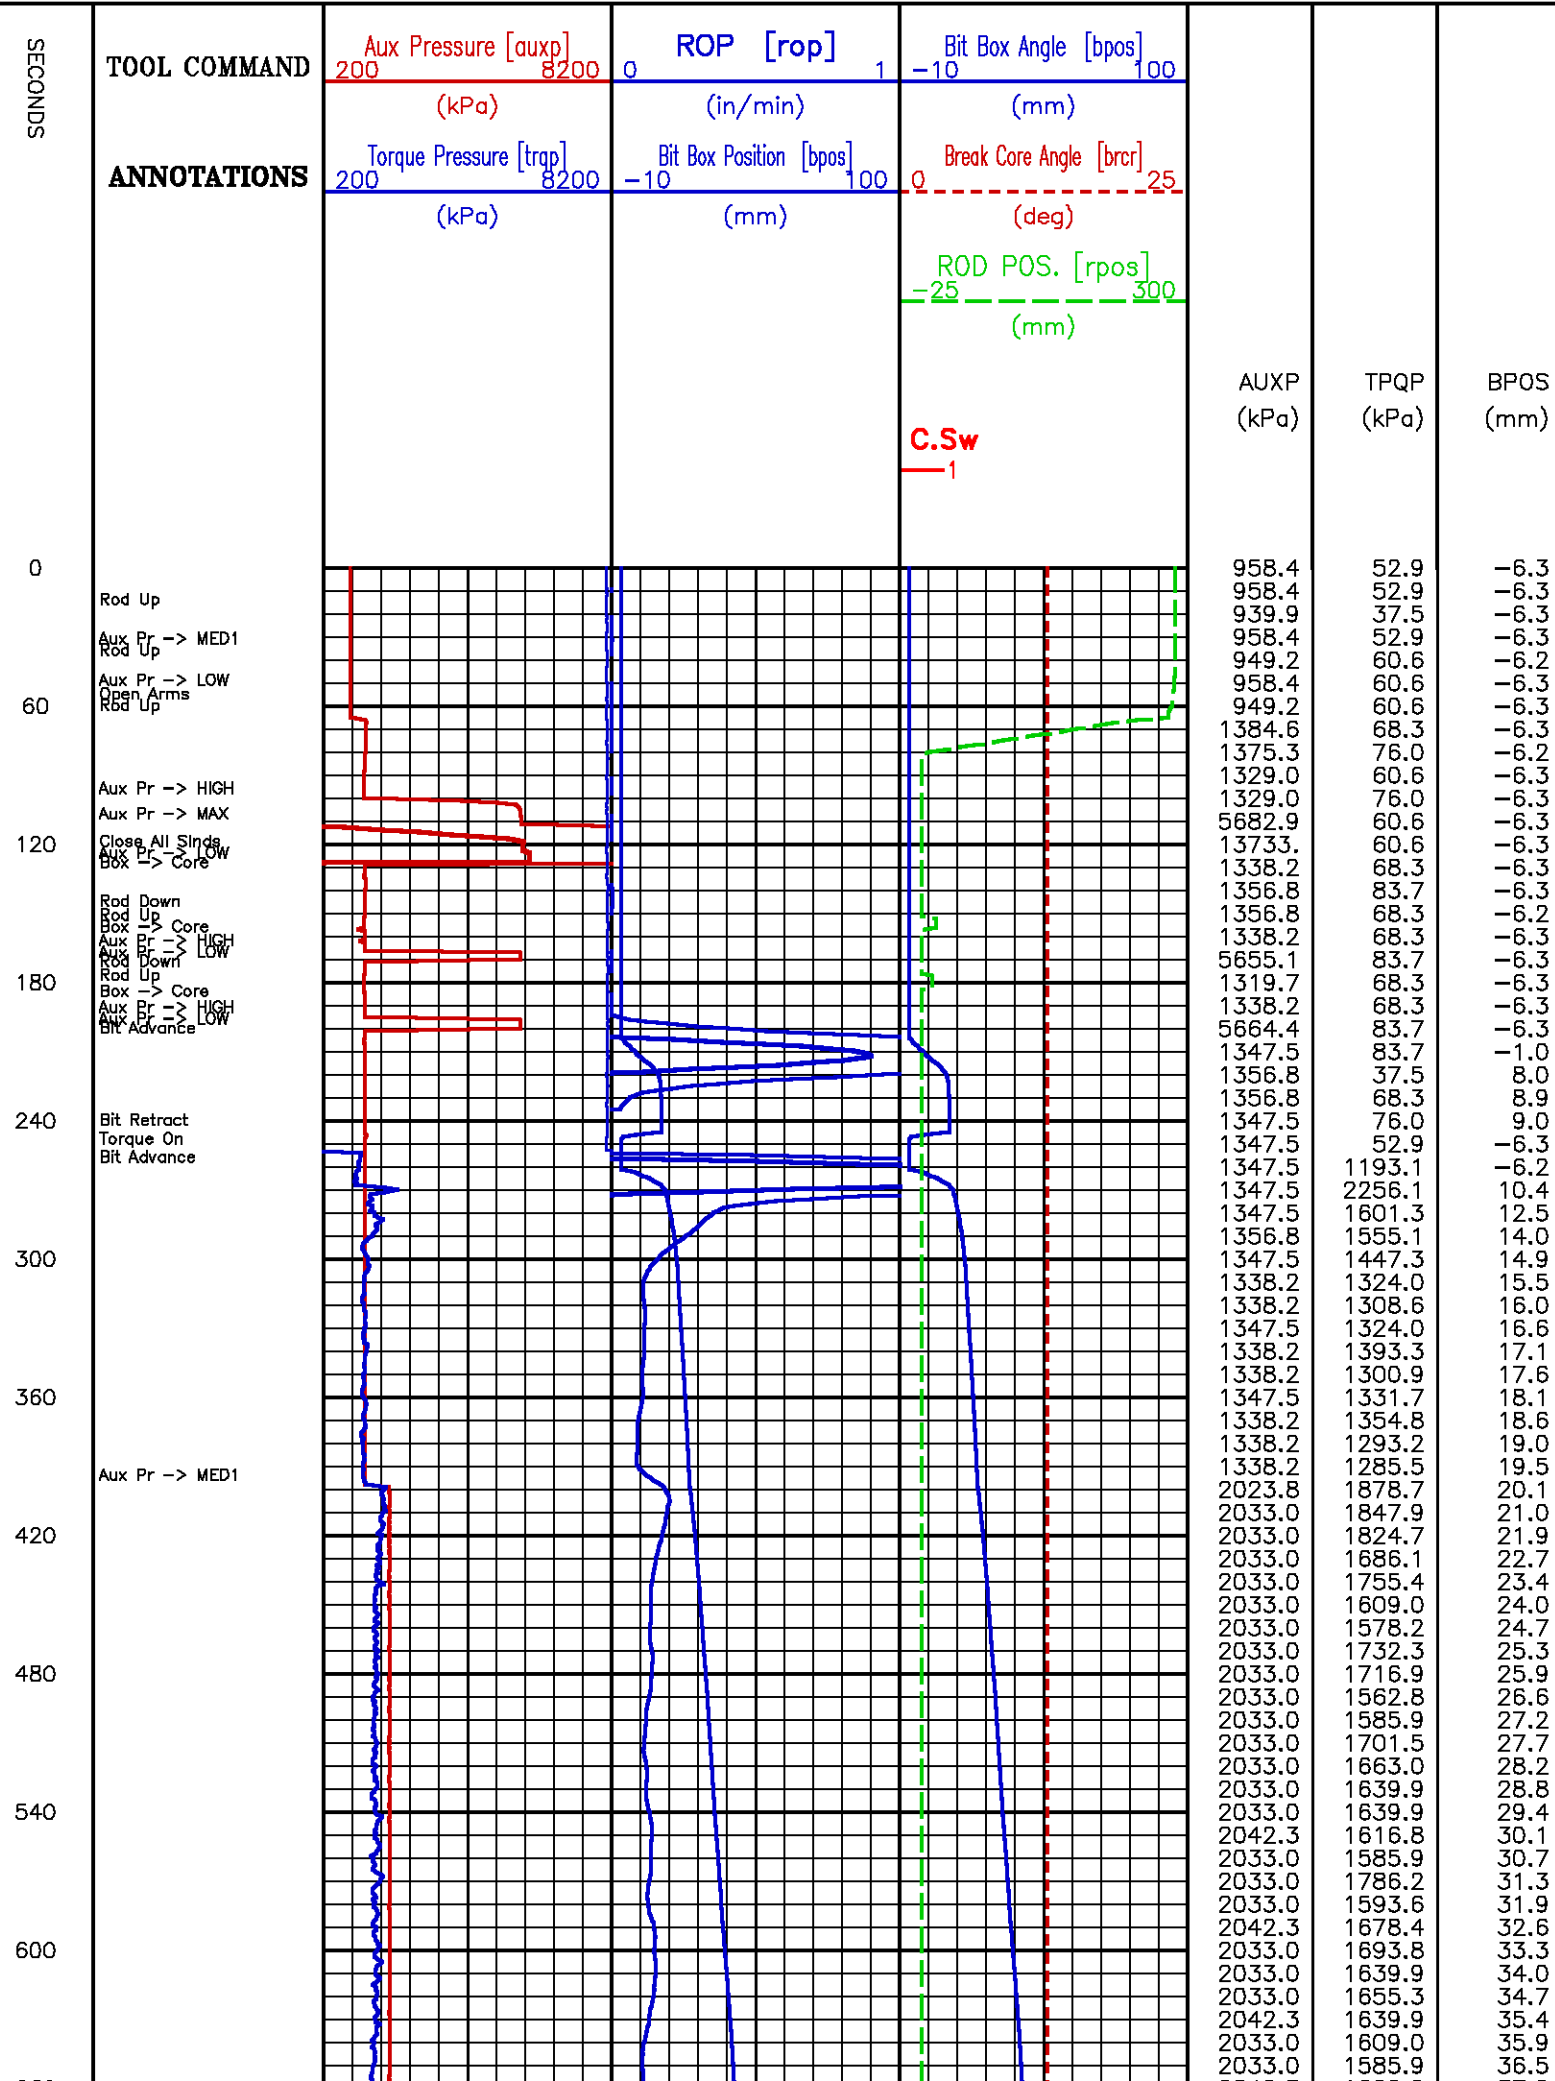 SECONDS
TOOL COMMAND
ANNOTATIONS
Aux Pressure [auxp]
200 8200
(kPa)
Torque Pressure [trqp]
200 8200
(kPa)
ROP [rop]
0 1
(in/min)
Bit Box Position [bpos]
-10 100
(mm)
Bit Box Angle [bpos]
-10 100
(mm)
Break Core Angle [brcr]
0 25
(deg)
ROD POS. [rpos]
-25 300
(mm)
C.Sw
1
AUXP TPQP BPOS
(kPa) (kPa) (mm)
0
60
120
180
240
300
360
420
480
540
600
Rod Up
Aux Pr -> MED1
Rod Up
Aux Pr -> LOW
Open Arms
Rod Up
Aux Pr -> HIGH
Aux Pr -> MAX
Close All Slnds
Aux Pr -> LOW
Box -> Core
Rod Down
Rod Up
Box -> Core
Aux Pr -> HIGH
Aux Pr -> LOW
Rod Down
Rod Up
Box -> Core
Aux Pr -> HIGH
Aux Pr -> LOW
Bit Advance
Bit Retract
Torque On
Bit Advance
Aux Pr -> MED1
958.4 52.9 -6.3
958.4 52.9 -6.3
939.9 37.5 -6.3
958.4 52.9 -6.3
949.2 60.6 -6.2
958.4 60.6 -6.3
949.2 60.6 -6.3
1384.6 68.3 -6.3
1375.3 76.0 -6.2
1329.0 60.6 -6.3
1329.0 76.0 -6.3
5682.9 60.6 -6.3
13733. 60.6 -6.3
1338.2 68.3 -6.3
1356.8 83.7 -6.3
1356.8 68.3 -6.2
1338.2 68.3 -6.3
5655.1 83.7 -6.3
1319.7 68.3 -6.3
1338.2 68.3 -6.3
5664.4 83.7 -6.3
1347.5 83.7 -1.0
1356.8 37.5 8.0
1356.8 68.3 8.9
1347.5 76.0 9.0
1347.5 52.9 -6.3
1347.5 1193.1 -6.2
1347.5 2256.1 10.4
1347.5 1601.3 12.5
1356.8 1555.1 14.0
1347.5 1447.3 14.9
1338.2 1324.0 15.5
1338.2 1308.6 16.0
1347.5 1324.0 16.6
1338.2 1393.3 17.1
1338.2 1300.9 17.6
1347.5 1331.7 18.1
1338.2 1354.8 18.6
1338.2 1293.2 19.0
1338.2 1285.5 19.5
2023.8 1878.7 20.1
2033.0 1847.9 21.0
2033.0 1824.7 21.9
2033.0 1686.1 22.7
2033.0 1755.4 23.4
2033.0 1609.0 24.0
2033.0 1578.2 24.7
2033.0 1732.3 25.3
2033.0 1716.9 25.9
2033.0 1562.8 26.6
2033.0 1585.9 27.2
2033.0 1701.5 27.7
2033.0 1663.0 28.2
2033.0 1639.9 28.8
2033.0 1639.9 29.4
2042.3 1616.8 30.1
2033.0 1585.9 30.7
2033.0 1786.2 31.3
2033.0 1593.6 31.9
2042.3 1678.4 32.6
2033.0 1693.8 33.3
2033.0 1639.9 34.0
2033.0 1655.3 34.7
2042.3 1639.9 35.4
2033.0 1609.0 35.9
2033.0 1585.9 36.5